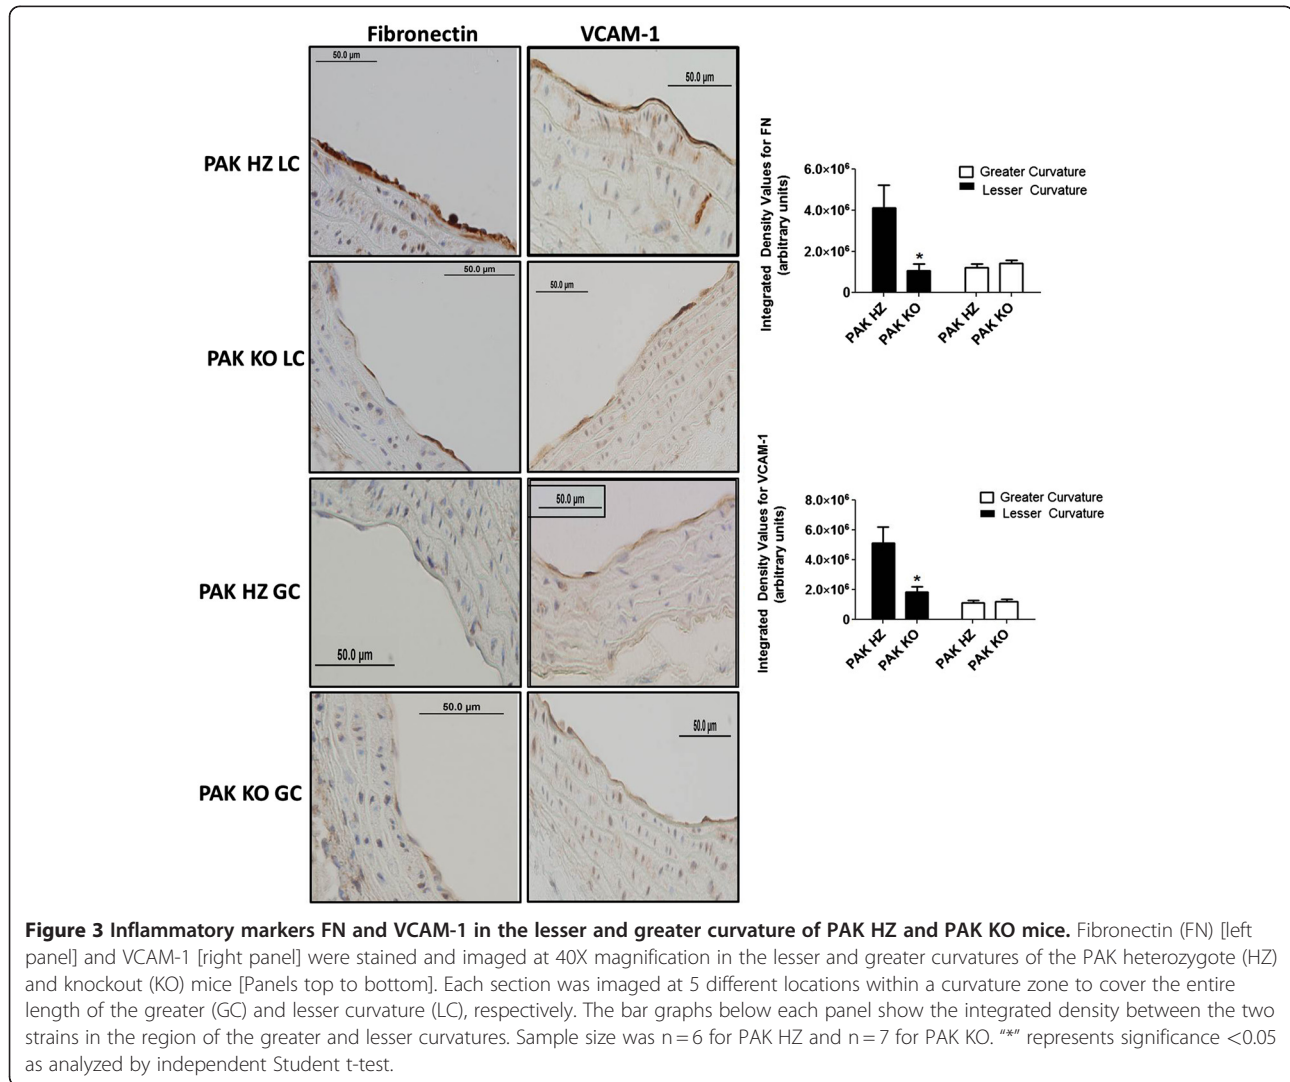 Fibronectin
VCAM-1
50.0 µm
50.0 µm
PAK HZ LC
50.0 µm
50.0 µm
PAK KO LC
50.0 µm
PAK HZ GC
50.0 µm
50.0 µm
50.0 µm
PAK KO GC
Integrated Density Values for FN
(arbitrary units)
6.0×10⁶
4.0×10⁶
2.0×10⁶
0
*
Greater Curvature
Lesser Curvature
PAK HZ
PAK KO
PAK HZ
PAK KO
Integrated Density Values for VCAM-1
(arbitrary units)
8.0×10⁶
6.0×10⁶
4.0×10⁶
2.0×10⁶
0
*
Greater Curvature
Lesser Curvature
PAK HZ
PAK KO
PAK HZ
PAK KO
Figure 3 Inflammatory markers FN and VCAM-1 in the lesser and greater curvature of PAK HZ and PAK KO mice. Fibronectin (FN) [left
panel] and VCAM-1 [right panel] were stained and imaged at 40X magnification in the lesser and greater curvatures of the PAK heterozygote (HZ)
and knockout (KO) mice [Panels top to bottom]. Each section was imaged at 5 different locations within a curvature zone to cover the entire
length of the greater (GC) and lesser curvature (LC), respectively. The bar graphs below each panel show the integrated density between the two
strains in the region of the greater and lesser curvatures. Sample size was n = 6 for PAK HZ and n = 7 for PAK KO. “*” represents significance <0.05
as analyzed by independent Student t-test.